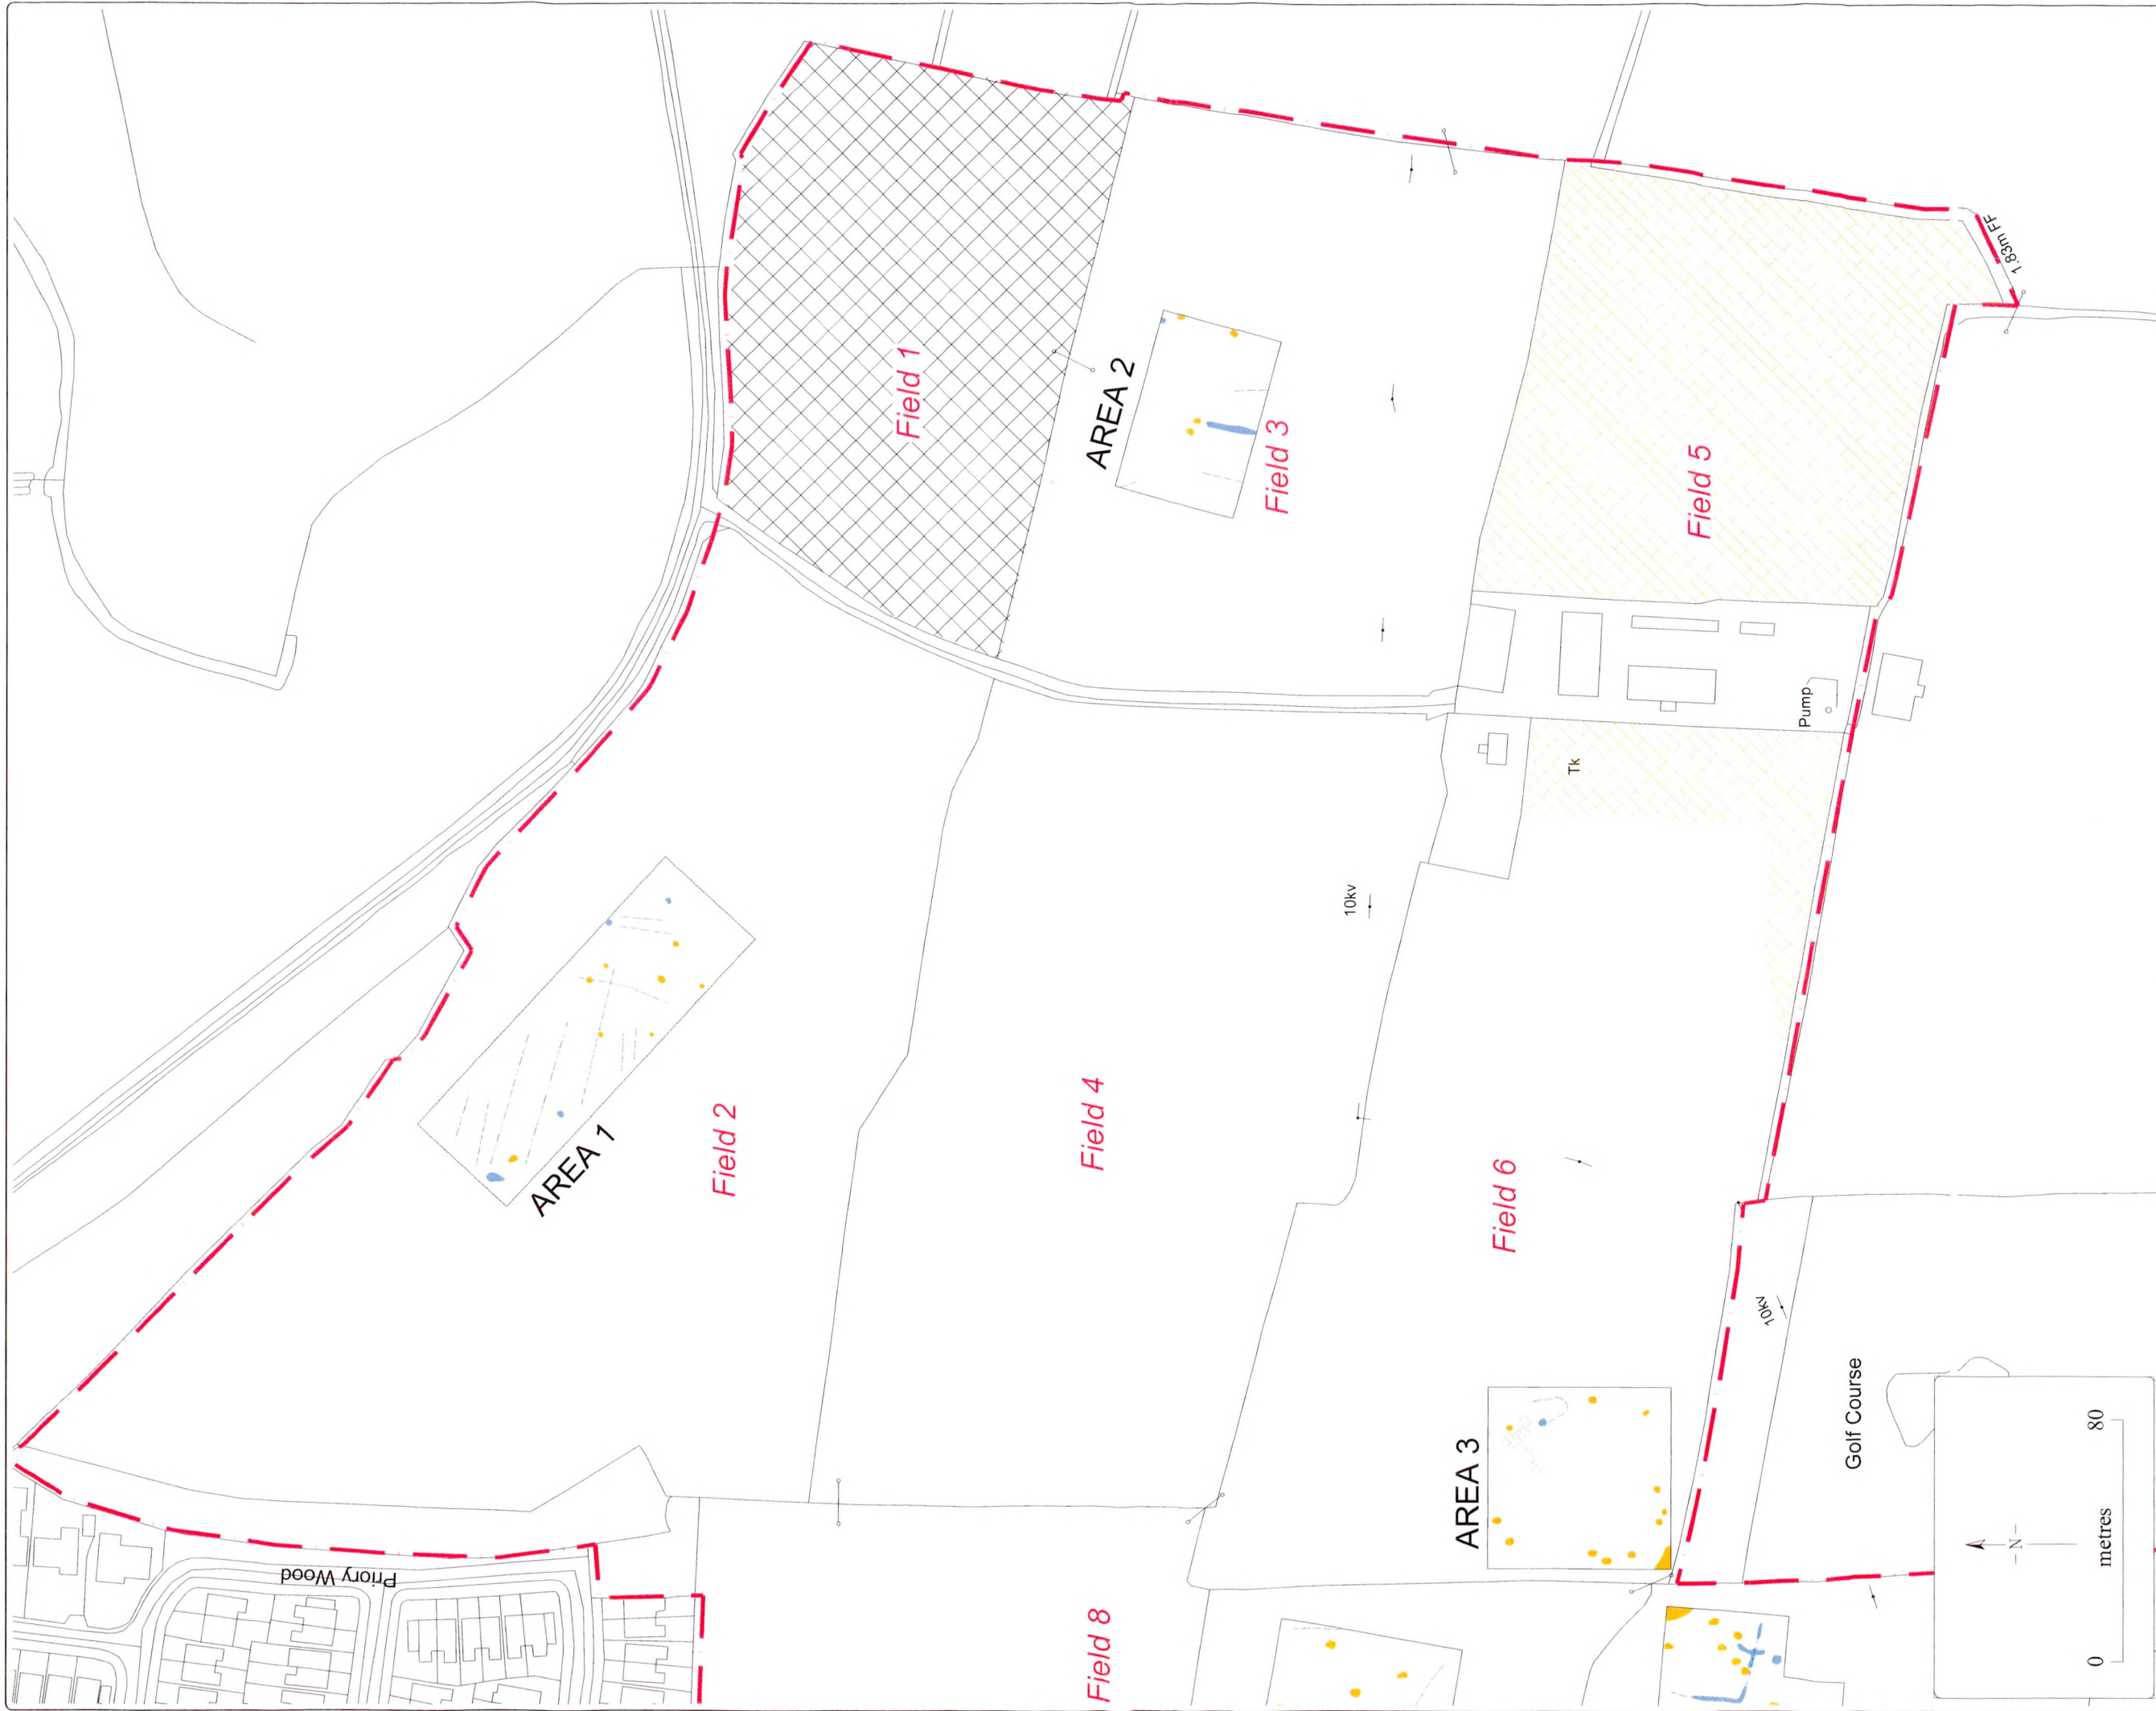 Field 1
AREA 2
Field 3
1.83m FF
Field 5
Pump
Tk
10kv
AREA 1
Field 2
Field 4
Field 6
10kv
Golf Course
AREA 3
Priory Wood
Field 8
-N-
0
metres
80